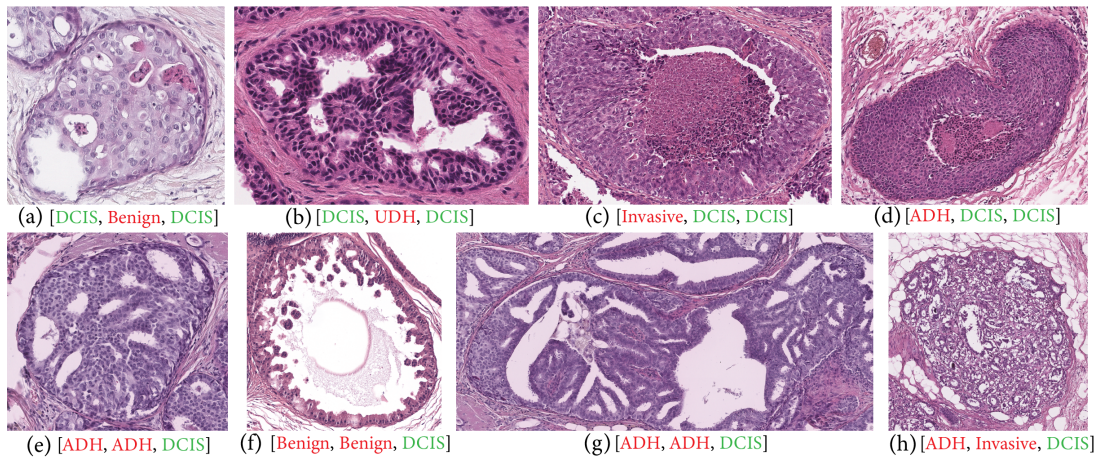 (a) [DCIS, Benign, DCIS]
(b) [DCIS, UDH, DCIS]
(c) [Invasive, DCIS, DCIS]
(d) [ADH, DCIS, DCIS]
(e) [ADH, ADH, DCIS]
(f) [Benign, Benign, DCIS]
(g) [ADH, ADH, DCIS]
(h) [ADH, Invasive, DCIS]